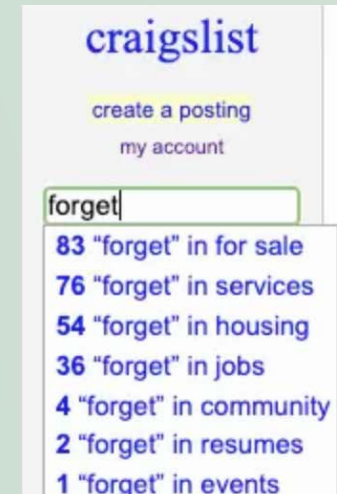 craigslist
create a posting
my account
forget
83 “forget” in for sale
76 “forget” in services
54 “forget” in housing
36 “forget” in jobs
4 “forget” in community
2 “forget” in resumes
1 “forget” in events